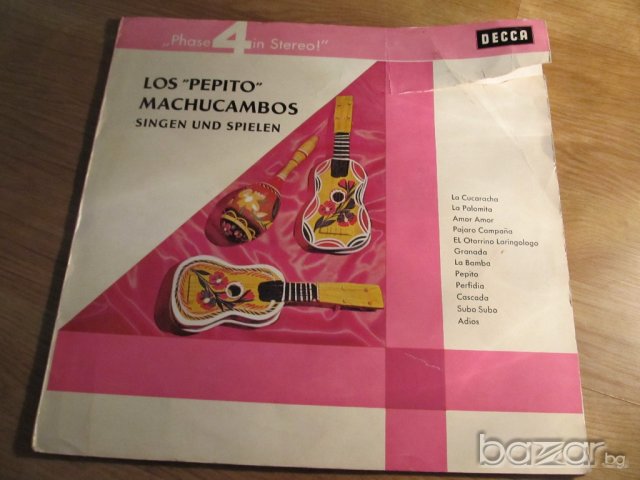 „Phase 4 in Stereo!"
DECCA
LOS "PEPITO"
MACHUCAMBOS
SINGEN UND SPIELEN
La Cucaracha
La Palomita
Amor Amor
Pajaro Campaña
EL Otorrino Laringologo
Granada
La Bamba
Pepito
Perfidia
Cascada
Subo Subo
Adios
bazar.bg